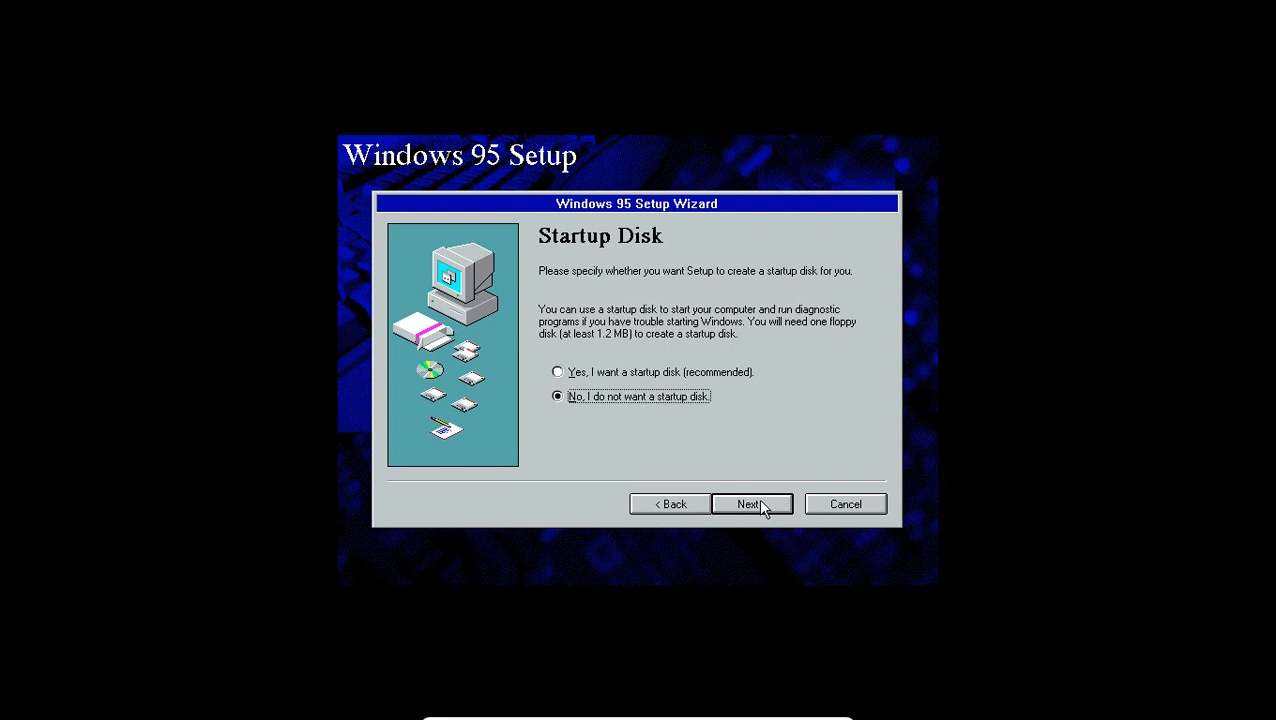 Windows 95 Setup
Windows 95 Setup Wizard
Startup Disk
Please specify whether you want Setup to create a startup disk for you.
You can use a startup disk to start your computer and run diagnostic
programs if you have trouble starting Windows. You will need one floppy
disk (at least 1.2 MB) to create a startup disk.
Yes, I want a startup disk (recommended).
No, I do not want a startup disk.
< Back Next Cancel